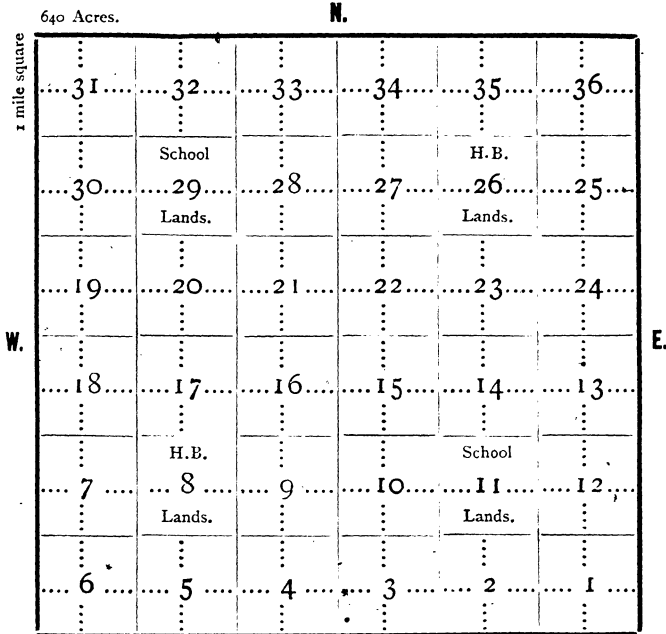 640 Acres.
N.
1 mile square
31 32 33 34 35 36
School H.B.
30 29 28 27 26 25
Lands. Lands.
19 20 21 22 23 24
W. E.
18 17 16 15 14 13
H.B. School
7 8 9 10 11 12
Lands. Lands.
6 5 4 3 2 1